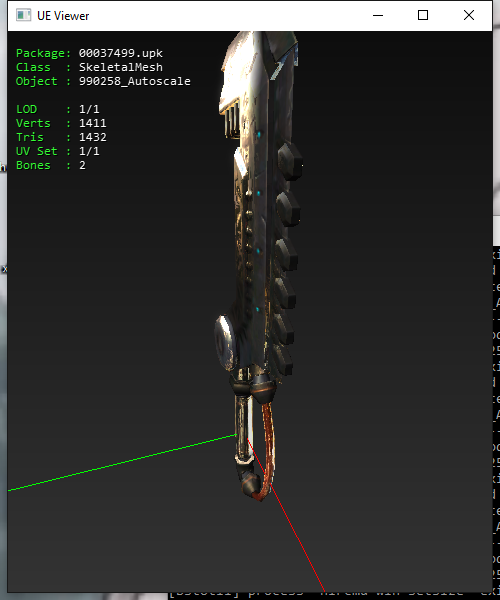 UE Viewer
Package: 00037499.upk
Class : SkeletalMesh
Object : 990258_Autoscale
LOD : 1/1
Verts : 1411
Tris : 1432
UV Set : 1/1
Bones : 2